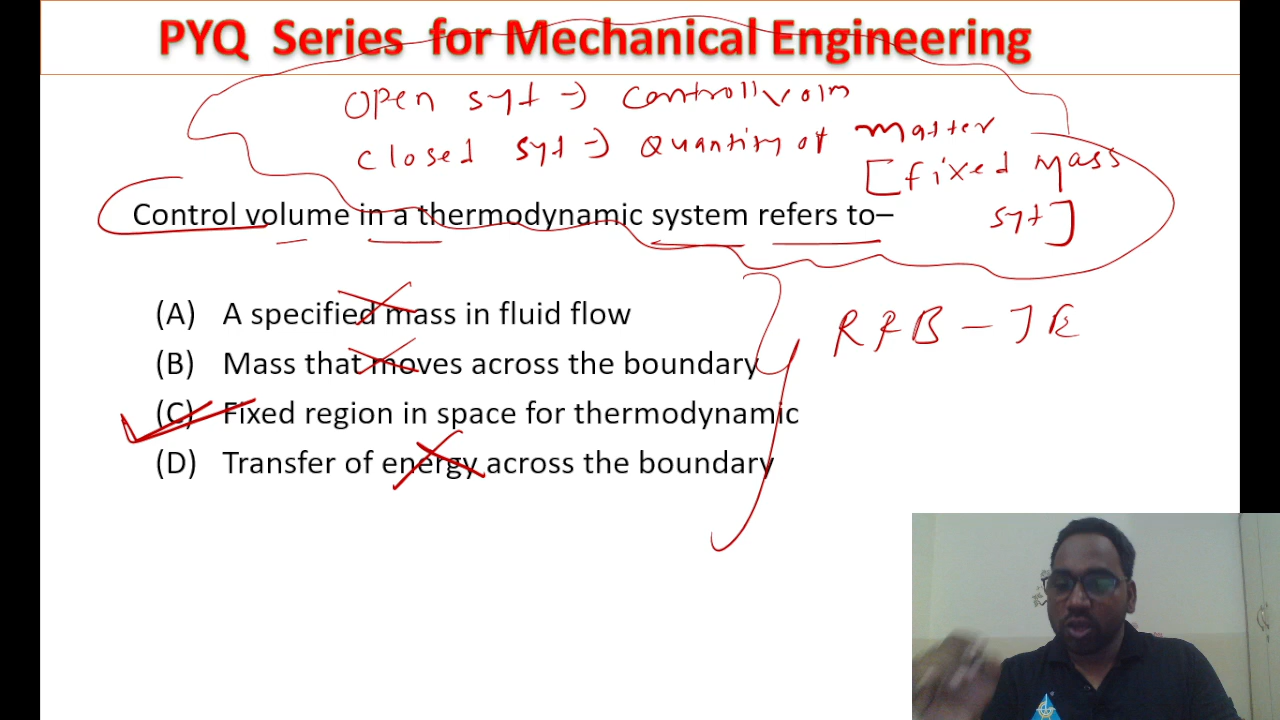 PYQ Series for Mechanical Engineering
Open syt → Controllvolm
Closed syt → Quantity of matter
[fixed mass
syt]
Control volume in a thermodynamic system refers to–
(A) A specified mass in fluid flow
(B) Mass that moves across the boundary
(C) Fixed region in space for thermodynamic
(D) Transfer of energy across the boundary
RRB - JE